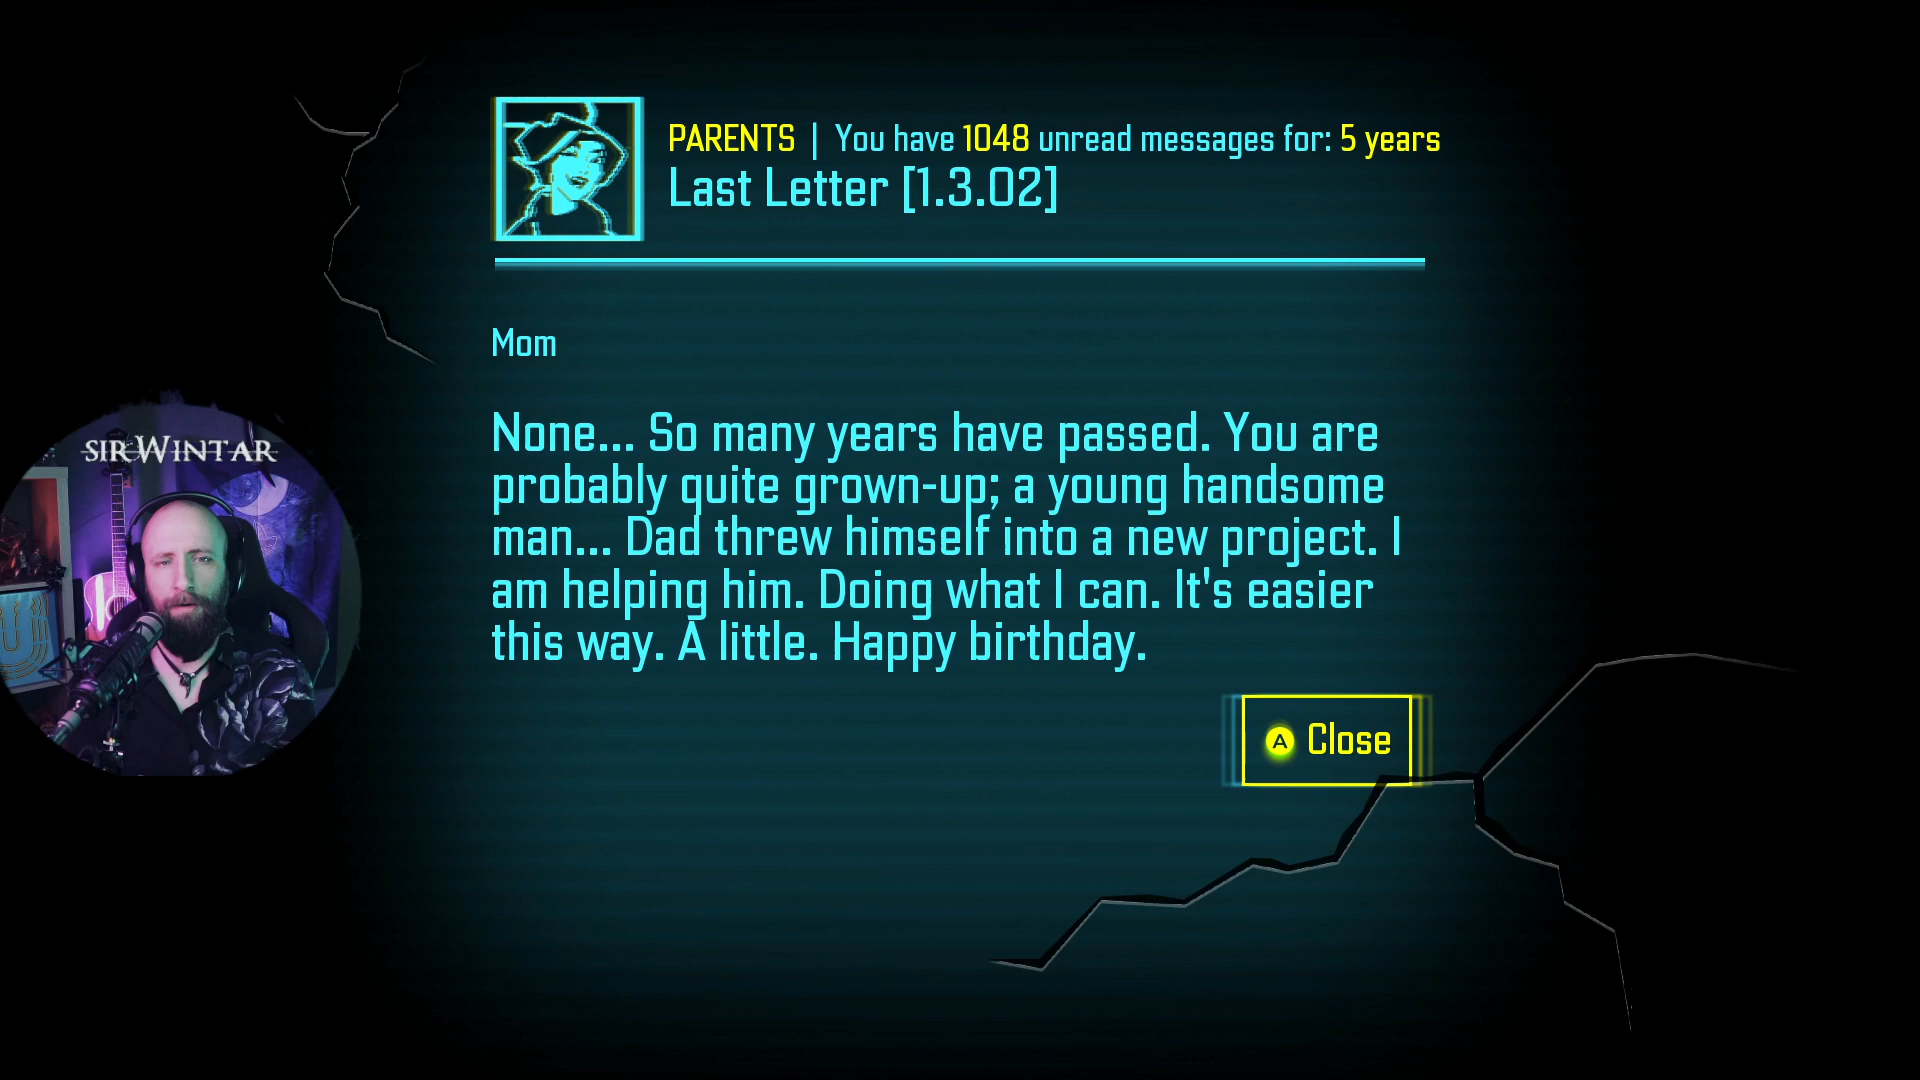 PARENTS | You have 1048 unread messages for: 5 years
Last Letter [1.3.02]
Mom
None... So many years have passed. You are
probably quite grown-up; a young handsome
man... Dad threw himself into a new project. I
am helping him. Doing what I can. It's easier
this way. A little. Happy birthday.
A Close
SIR WINTAR